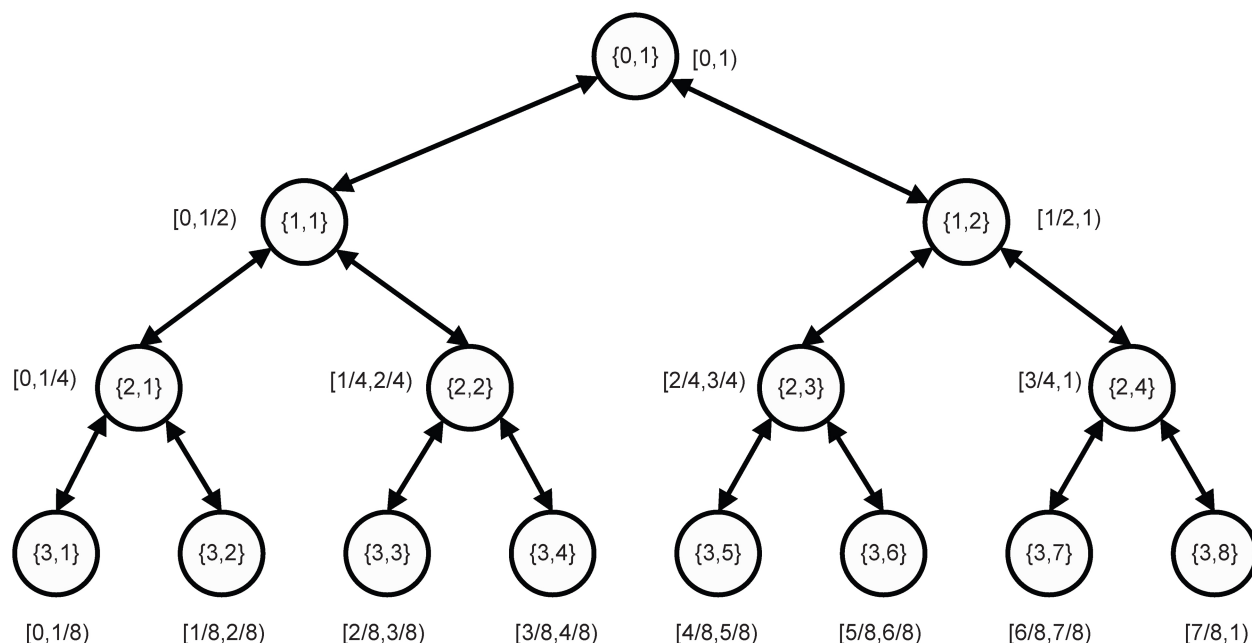 {0,1} [0,1)
[0,1/2) {1,1} {1,2} [1/2,1)
[0,1/4) {2,1} [1/4,2/4) {2,2} [2/4,3/4) {2,3} [3/4,1) {2,4}
{3,1} {3,2} {3,3} {3,4} {3,5} {3,6} {3,7} {3,8}
[0,1/8) [1/8,2/8) [2/8,3/8) [3/8,4/8) [4/8,5/8) [5/8,6/8) [6/8,7/8) [7/8,1)